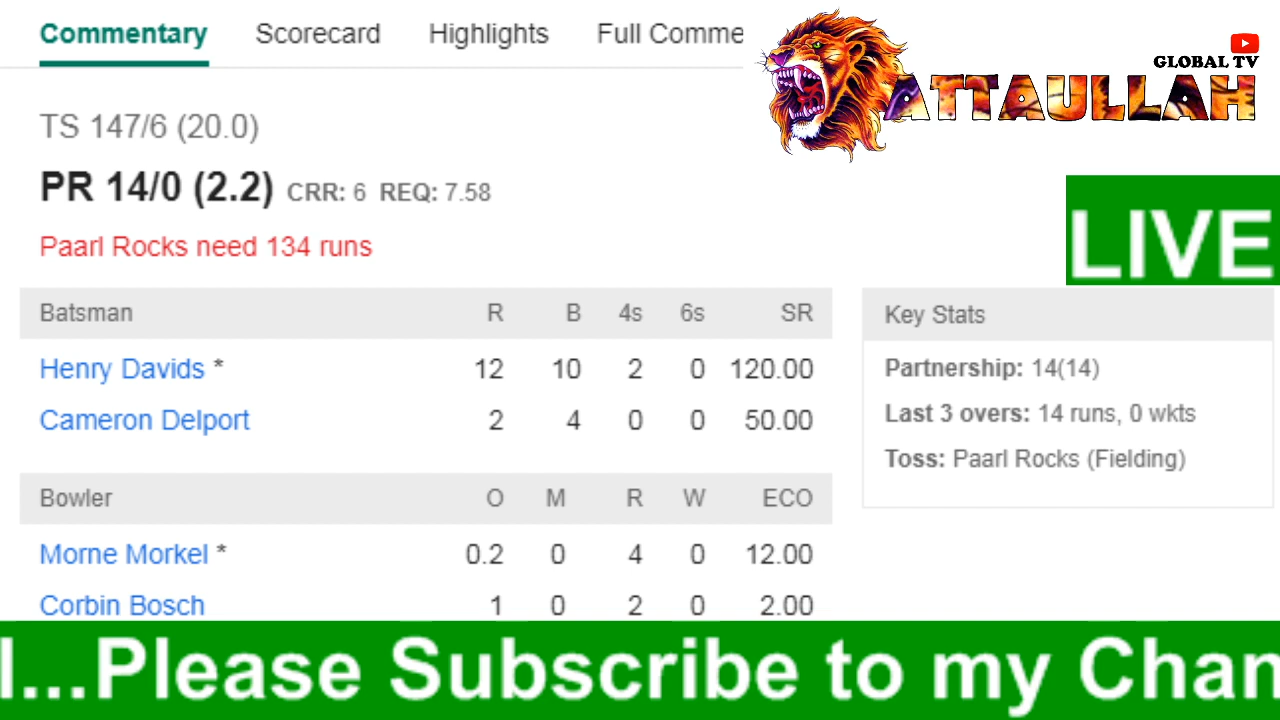 Commentary Scorecard Highlights Full Comme
GLOBAL TV
ATTAULLAH
TS 147/6 (20.0)
PR 14/0 (2.2) CRR: 6 REQ: 7.58
Paarl Rocks need 134 runs
LIVE
Batsman R B 4s 6s SR
Henry Davids * 12 10 2 0 120.00
Cameron Delport 2 4 0 0 50.00
Key Stats
Partnership: 14(14)
Last 3 overs: 14 runs, 0 wkts
Toss: Paarl Rocks (Fielding)
Bowler O M R W ECO
Morne Morkel * 0.2 0 4 0 12.00
Corbin Bosch 1 0 2 0 2.00
l...Please Subscribe to my Chan